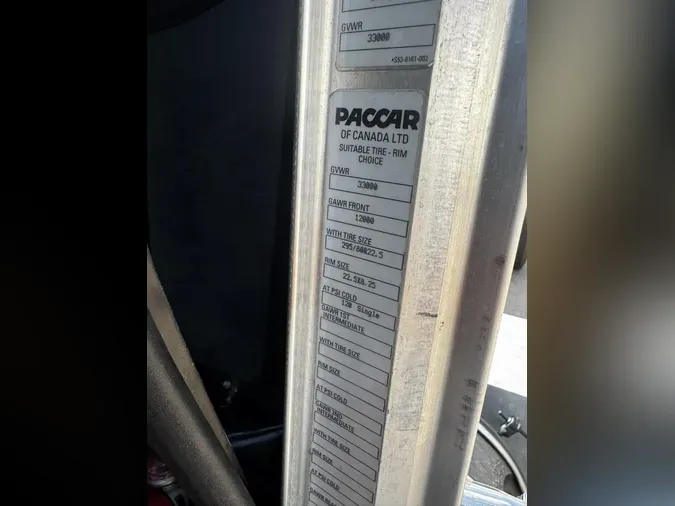 GVWR
33000
PACCAR
OF CANADA LTD
SUITABLE TIRE - RIM
CHOICE
GVWR
33000
GAWR FRONT
12000
WITH TIRE SIZE
295/60R22.5
RIM SIZE
22.5X8.25
AT PSI COLD
120 Single
GAWR 1ST
INTERMEDIATE
WITH TIRE SIZE
RIM SIZE
AT PSI COLD
GAWR 2ND
INTERMEDIATE
WITH TIRE SIZE
RIM SIZE
AT PSI COLD